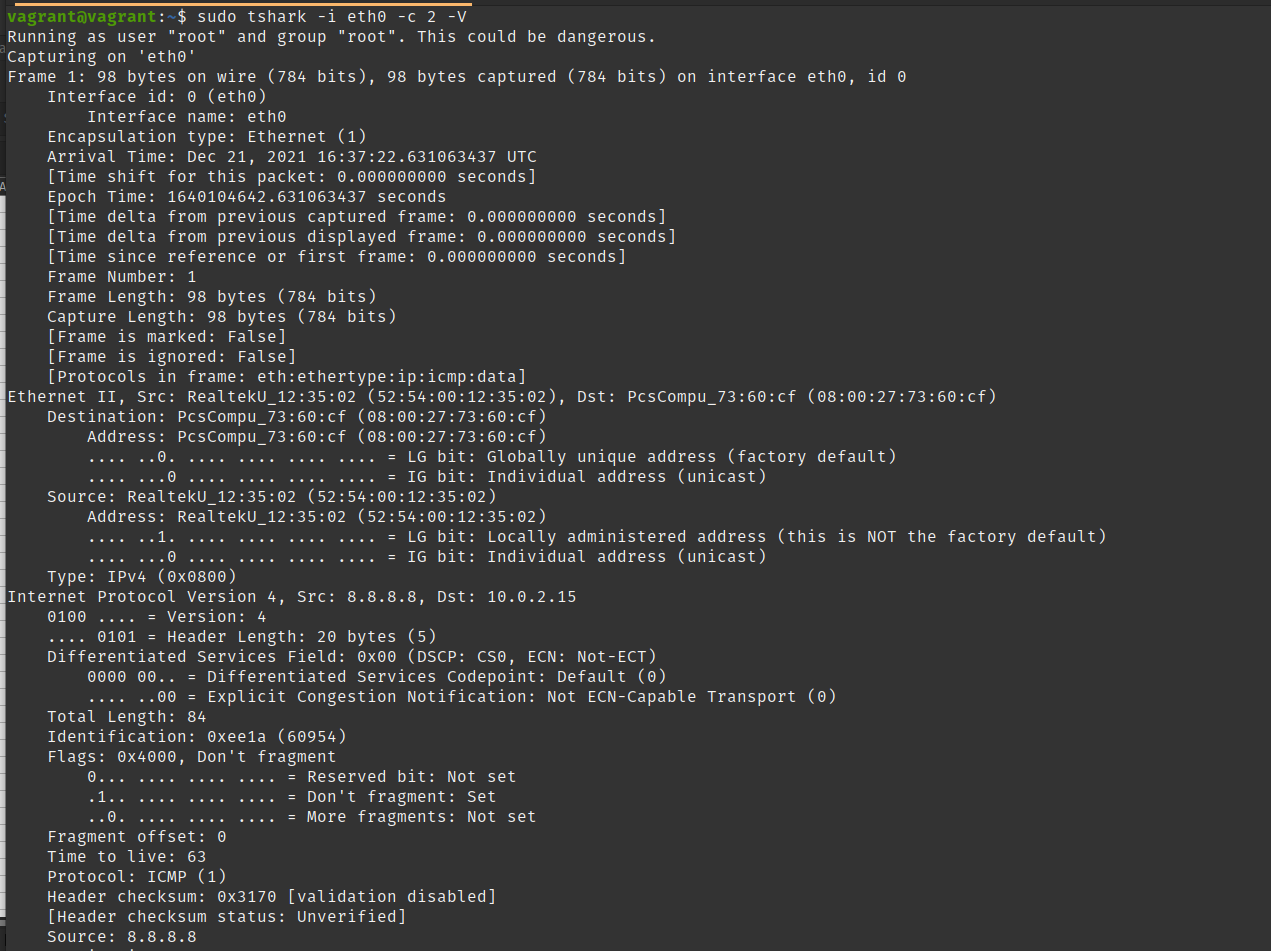 vagrant@vagrant:~$ sudo tshark -i eth0 -c 2 -V
Running as user "root" and group "root". This could be dangerous.
Capturing on 'eth0'
Frame 1: 98 bytes on wire (784 bits), 98 bytes captured (784 bits) on interface eth0, id 0
    Interface id: 0 (eth0)
        Interface name: eth0
    Encapsulation type: Ethernet (1)
    Arrival Time: Dec 21, 2021 16:37:22.631063437 UTC
    [Time shift for this packet: 0.000000000 seconds]
    Epoch Time: 1640104642.631063437 seconds
    [Time delta from previous captured frame: 0.000000000 seconds]
    [Time delta from previous displayed frame: 0.000000000 seconds]
    [Time since reference or first frame: 0.000000000 seconds]
    Frame Number: 1
    Frame Length: 98 bytes (784 bits)
    Capture Length: 98 bytes (784 bits)
    [Frame is marked: False]
    [Frame is ignored: False]
    [Protocols in frame: eth:ethertype:ip:icmp:data]
Ethernet II, Src: RealtekU_12:35:02 (52:54:00:12:35:02), Dst: PcsCompu_73:60:cf (08:00:27:73:60:cf)
    Destination: PcsCompu_73:60:cf (08:00:27:73:60:cf)
        Address: PcsCompu_73:60:cf (08:00:27:73:60:cf)
        .... ..0. .... .... .... .... = LG bit: Globally unique address (factory default)
        .... ...0 .... .... .... .... = IG bit: Individual address (unicast)
    Source: RealtekU_12:35:02 (52:54:00:12:35:02)
        Address: RealtekU_12:35:02 (52:54:00:12:35:02)
        .... ..1. .... .... .... .... = LG bit: Locally administered address (this is NOT the factory default)
        .... ...0 .... .... .... .... = IG bit: Individual address (unicast)
    Type: IPv4 (0x0800)
Internet Protocol Version 4, Src: 8.8.8.8, Dst: 10.0.2.15
    0100 .... = Version: 4
    .... 0101 = Header Length: 20 bytes (5)
    Differentiated Services Field: 0x00 (DSCP: CS0, ECN: Not-ECT)
        0000 00.. = Differentiated Services Codepoint: Default (0)
        .... ..00 = Explicit Congestion Notification: Not ECN-Capable Transport (0)
    Total Length: 84
    Identification: 0xee1a (60954)
    Flags: 0x4000, Don't fragment
        0... .... .... .... = Reserved bit: Not set
        .1.. .... .... .... = Don't fragment: Set
        ..0. .... .... .... = More fragments: Not set
    Fragment offset: 0
    Time to live: 63
    Protocol: ICMP (1)
    Header checksum: 0x3170 [validation disabled]
    [Header checksum status: Unverified]
    Source: 8.8.8.8